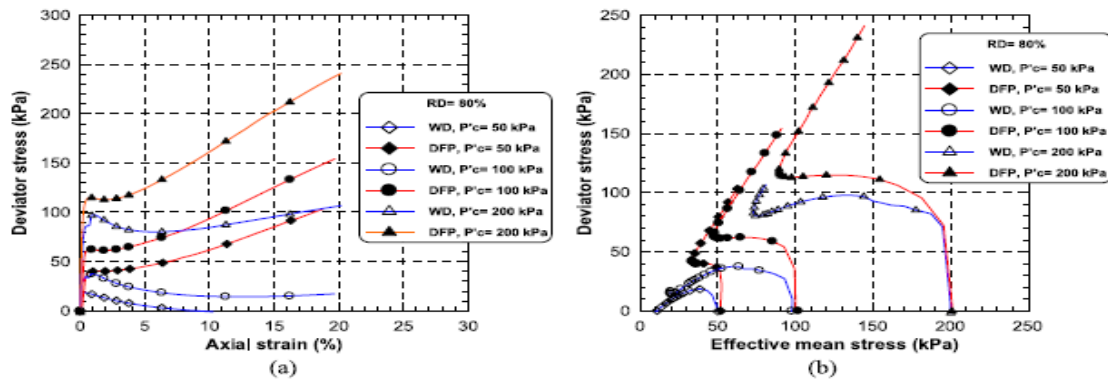 300
250
200
150
100
50
0
Deviator stress (kPa)
0 5 10 15 20 25 30
Axial strain (%)
RD= 80%
WD, P'c= 50 kPa
DFP, P'c= 50 kPa
WD, P'c= 100 kPa
DFP, P'c= 100 kPa
WD, P'c= 200 kPa
DFP, P'c= 200 kPa
(a)
250
200
150
100
50
0
Deviator stress (kPa)
0 50 100 150 200 250
Effective mean stress (kPa)
RD= 80%
WD, P'c= 50 kPa
DFP, P'c= 50 kPa
WD, P'c= 100 kPa
DFP, P'c= 100 kPa
WD, P'c= 200 kPa
DFP, P'c= 200 kPa
(b)